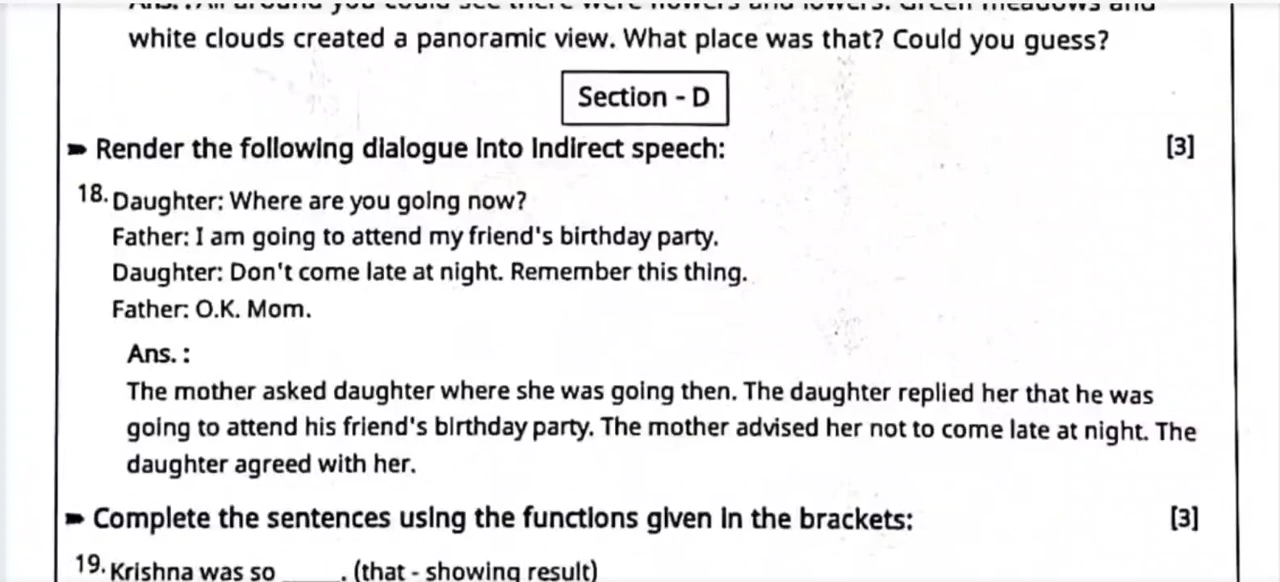 white clouds created a panoramic view. What place was that? Could you guess?
Section - D
Render the following dialogue into indirect speech: [3]
18. Daughter: Where are you going now?
Father: I am going to attend my friend's birthday party.
Daughter: Don't come late at night. Remember this thing.
Father: O.K. Mom.
Ans. :
The mother asked daughter where she was going then. The daughter replied her that he was
going to attend his friend's birthday party. The mother advised her not to come late at night. The
daughter agreed with her.
Complete the sentences using the functions given in the brackets: [3]
19. Krishna was so ____. (that - showing result)